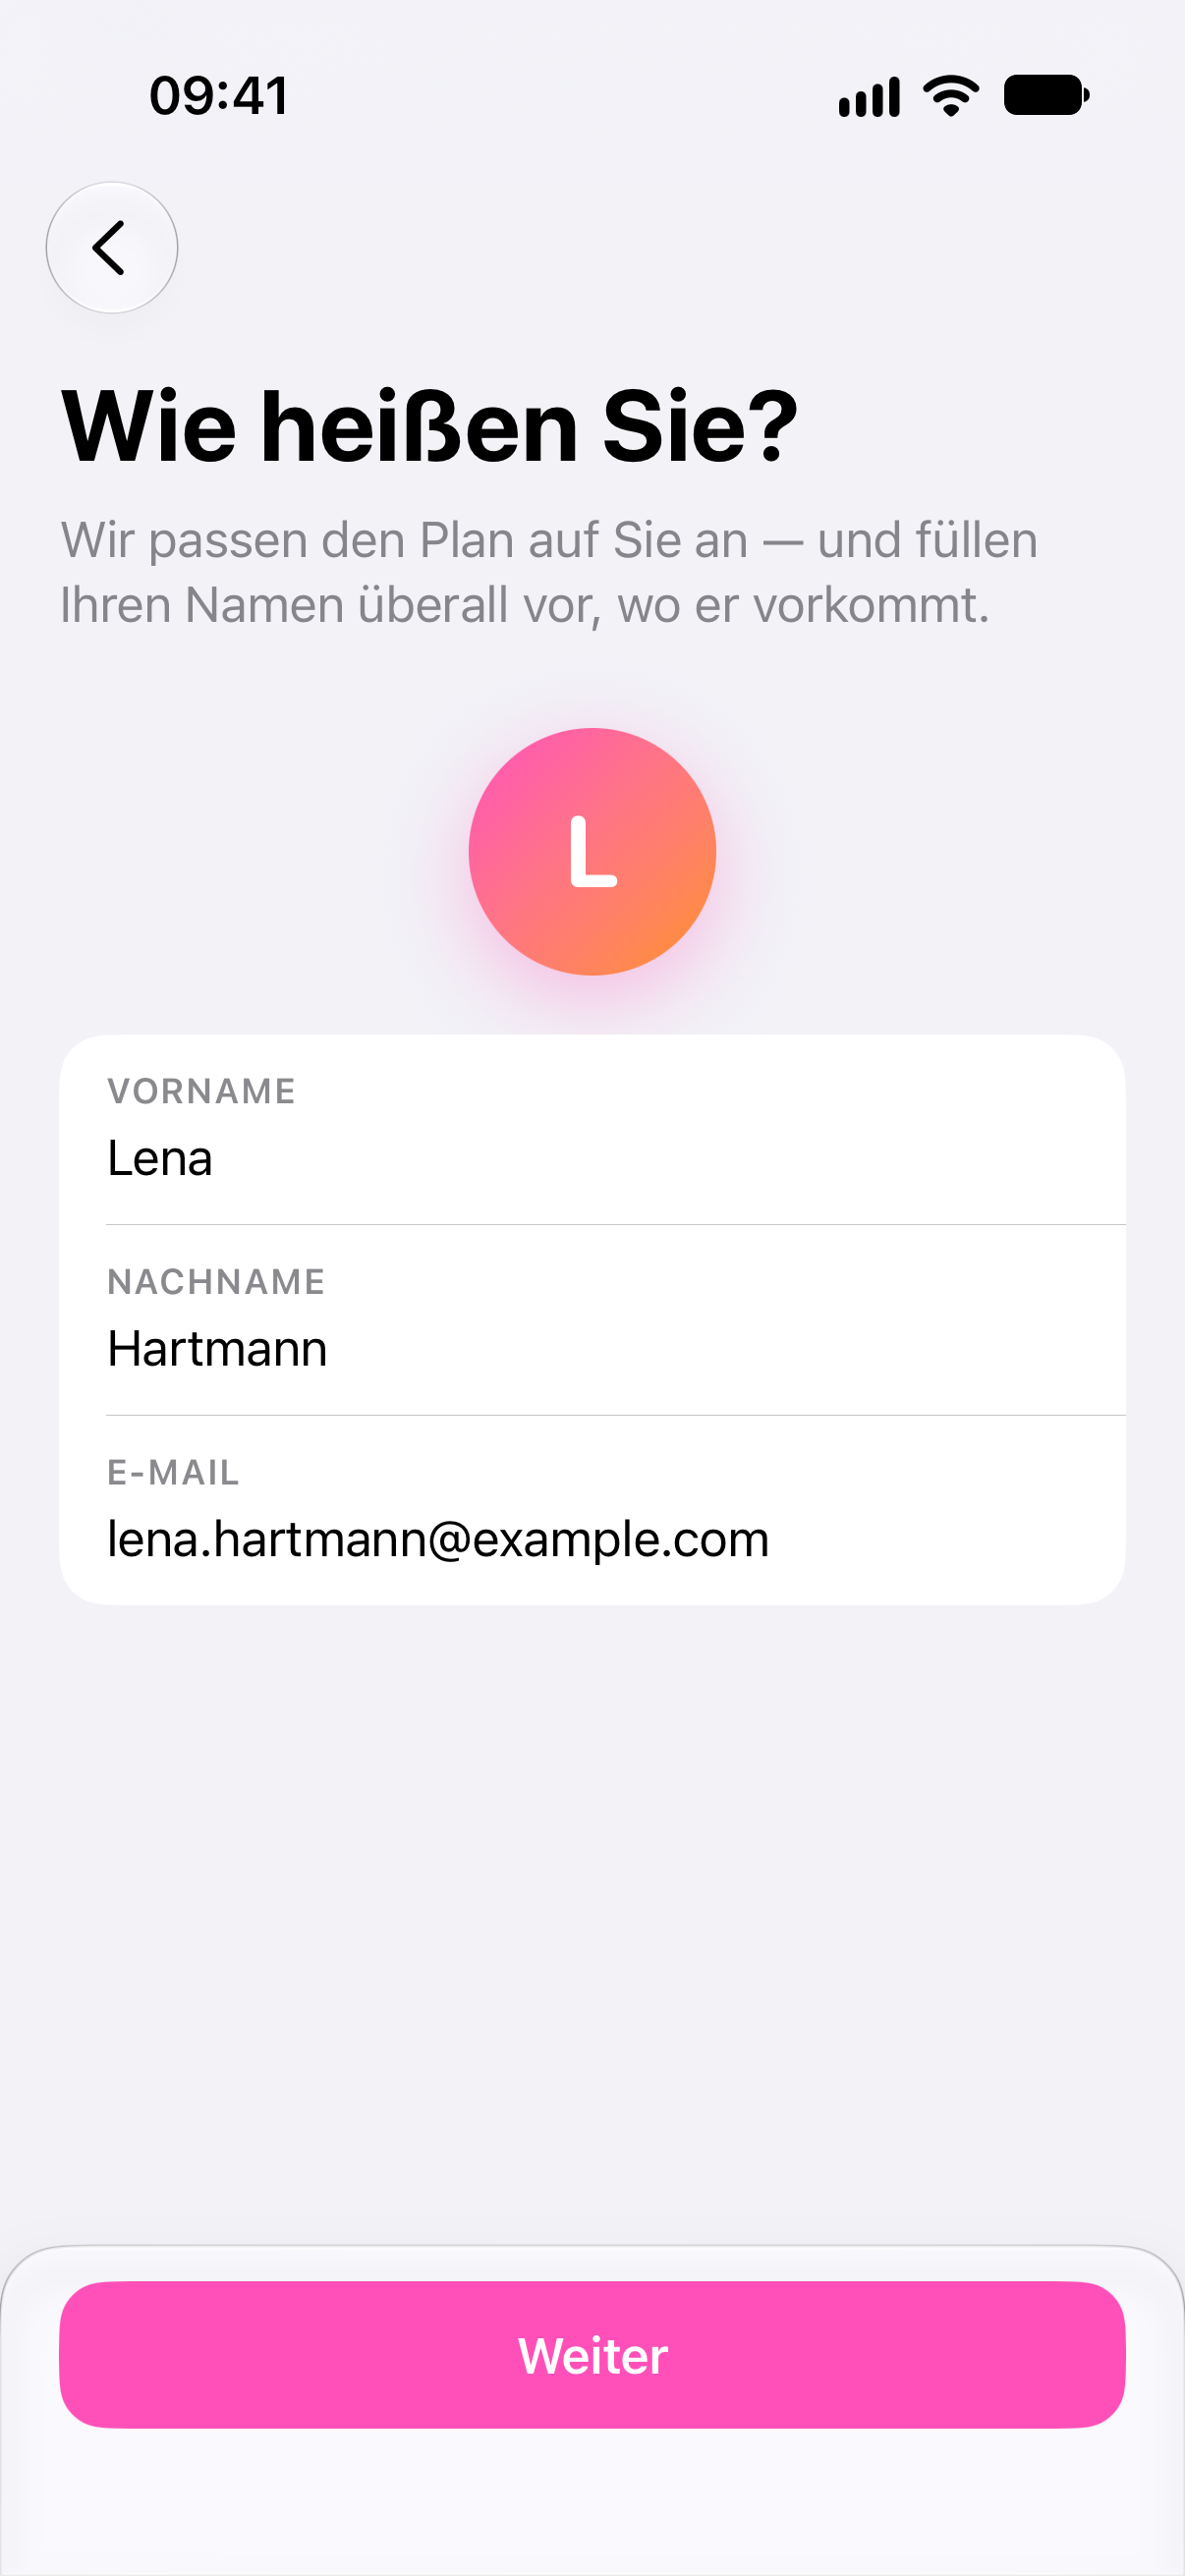 09:41
Wie heißen Sie?
Wir passen den Plan auf Sie an — und füllen
Ihren Namen überall vor, wo er vorkommt.
L
VORNAME
Lena
NACHNAME
Hartmann
E-MAIL
lena.hartmann@example.com
Weiter